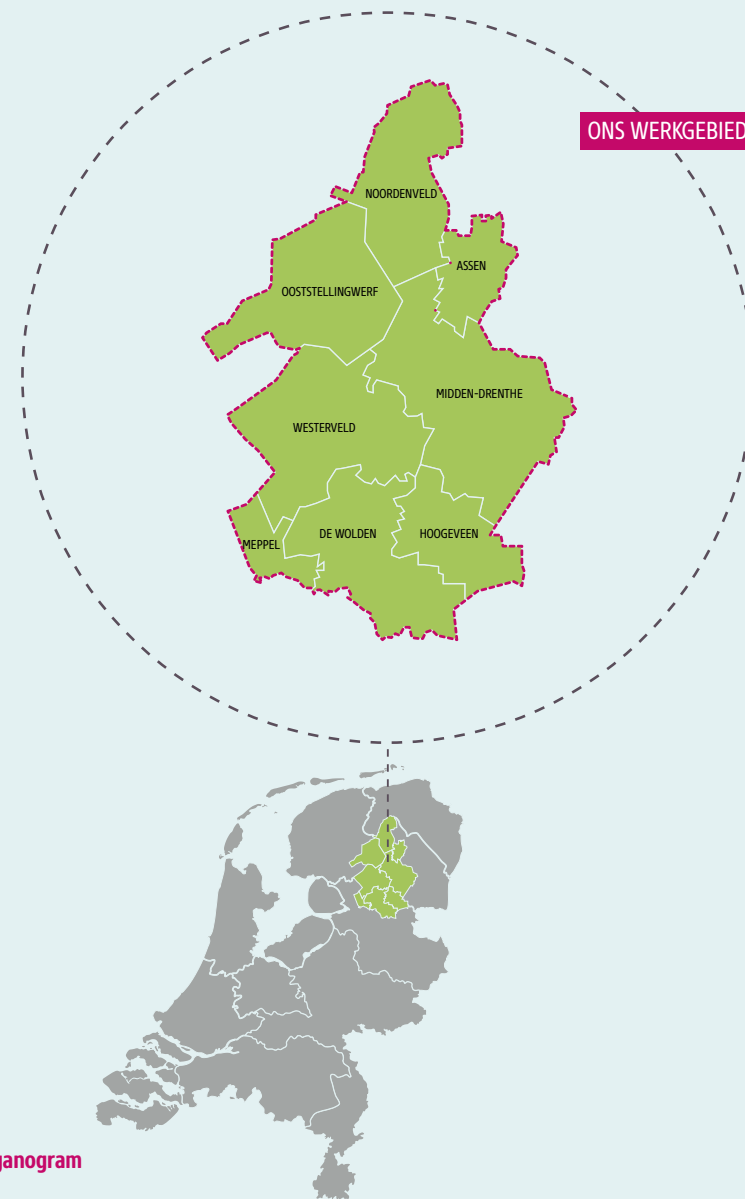 ONS WERKGEBIED
NOORDENVELD
ASSEN
OOSTSTELLINGWERF
MIDDEN-DRENTHE
WESTERVELD
DE WOLDEN
HOOGEVEEN
MEPPEL
ganogram